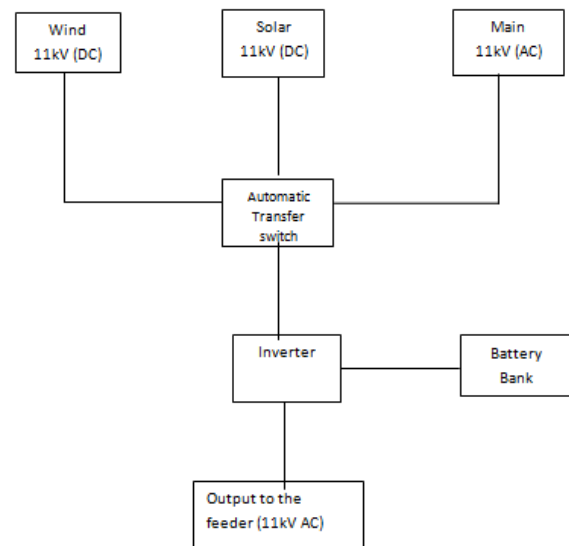 Wind
11kV (DC)
Solar
11kV (DC)
Main
11kV (AC)
Automatic
Transfer
switch
Inverter
Battery
Bank
Output to the
feeder (11kV AC)